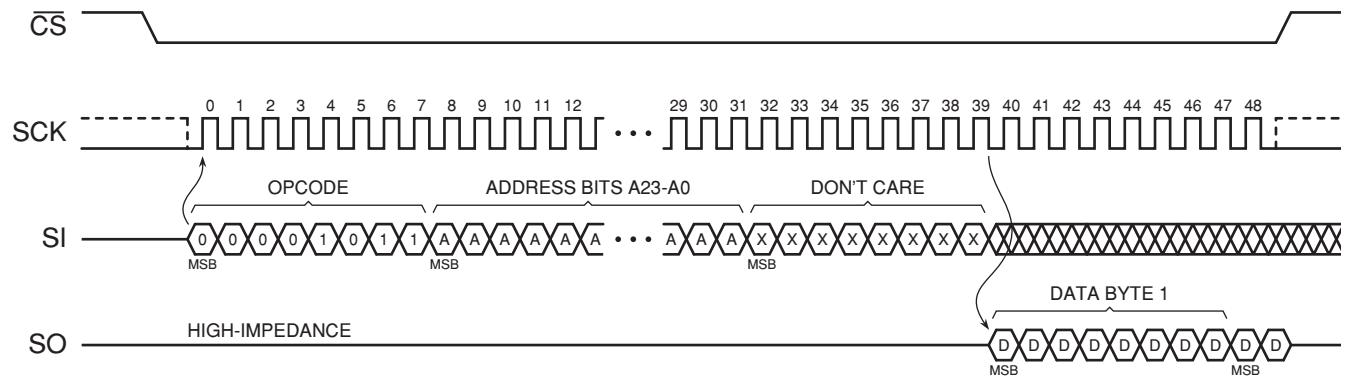 CS
0 1 2 3 4 5 6 7 8 9 10 11 12 29 30 31 32 33 34 35 36 37 38 39 40 41 42 43 44 45 46 47 48
SCK
OPCODE ADDRESS BITS A23-A0 DON'T CARE
SI 0 0 0 0 1 0 1 1 A A A A A A A A A X X X X X X X X
MSB MSB MSB
DATA BYTE 1
HIGH-IMPEDANCE
SO D D D D D D D D D D
MSB MSB